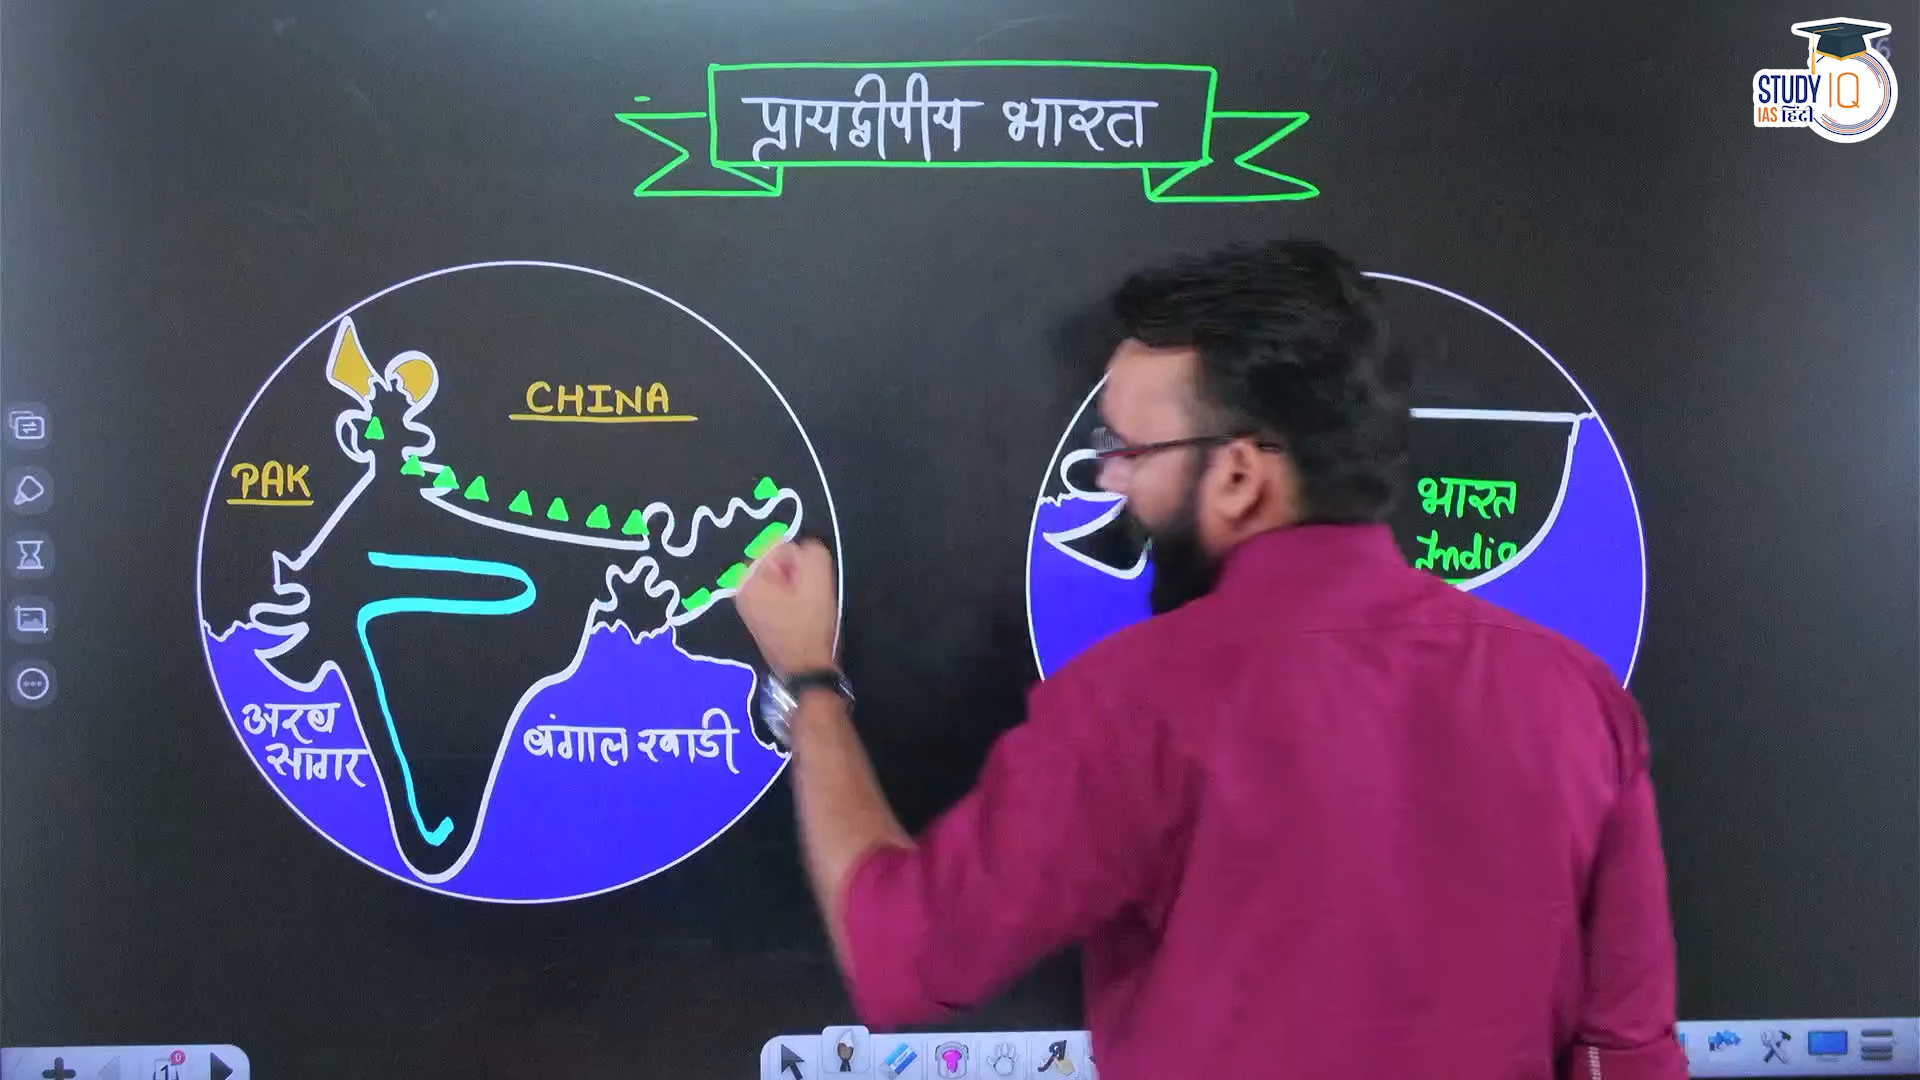 STUDY IQ
IAS हिंदी
प्रायद्वीपीय भारत
CHINA
PAK
अरब
सागर
बंगाल खाडी
भारत
India